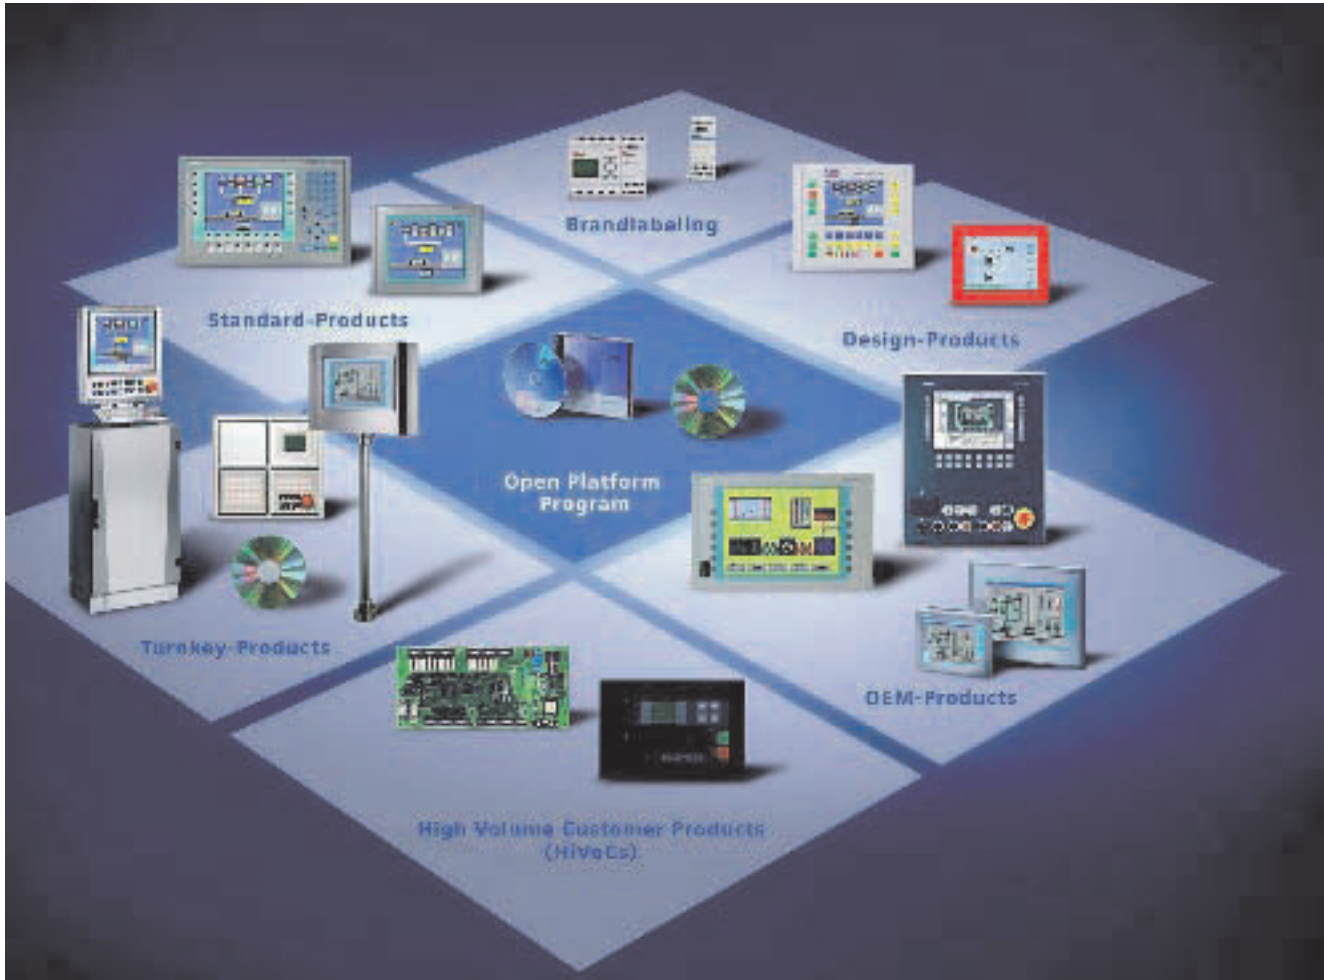 Brandlabeling
Standard-Products
Design-Products
Open Platform
Program
Turnkey-Products
OEM-Products
High Volume Customer Products
(HiVoCs)